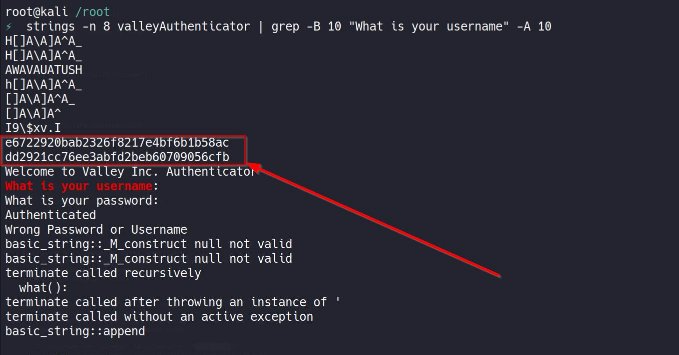 root@kali /root
⚡ strings -n 8 valleyAuthenticator | grep -B 10 "What is your username" -A 10
H[]A\A]A^A_
H[]A\A]A^A_
AWAVAUATUSH
h[]A\A]A^A_
[]A\A]A^A_
[]A\A]A^
I9\$xv.I
e6722920bab2326f8217e4bf6b1b58ac
dd2921cc76ee3abfd2beb60709056cfb
Welcome to Valley Inc. Authenticator
What is your username:
What is your password:
Authenticated
Wrong Password or Username
basic_string::_M_construct null not valid
basic_string::_M_construct null not valid
terminate called recursively
  what():
terminate called after throwing an instance of '
terminate called without an active exception
basic_string::append